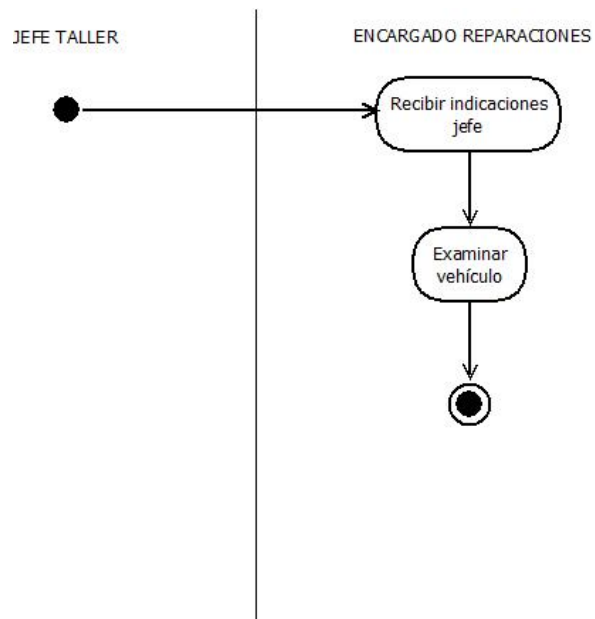 JEFE TALLER
ENCARGADO REPARACIONES
Recibir indicaciones
jefe
Examinar
vehículo